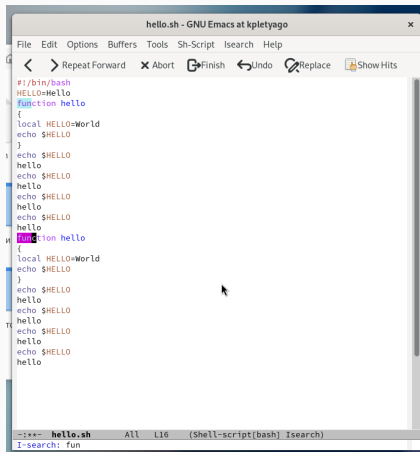 hello.sh - GNU Emacs at kpletyago
File Edit Options Buffers Tools Sh-Script Isearch Help
Repeat Forward Abort Finish Undo Replace Show Hits
#!/bin/bash
HELLO=Hello
function hello
{
local HELLO=World
echo $HELLO
}
echo $HELLO
hello
echo $HELLO
hello
echo $HELLO
hello
echo $HELLO
hello
function hello
{
local HELLO=World
echo $HELLO
}
echo $HELLO
hello
echo $HELLO
hello
echo $HELLO
hello
echo $HELLO
hello
-:**- hello.sh All L16 (Shell-script[bash] Isearch)
I-search: fun